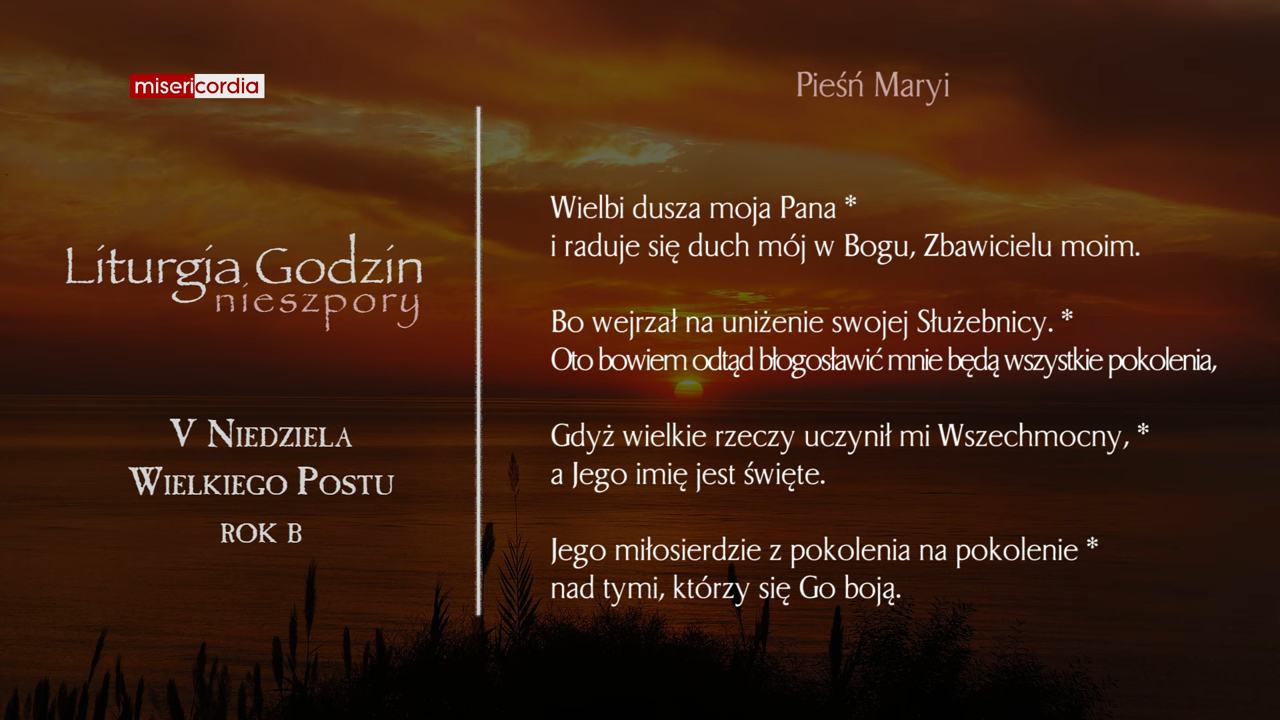 misericordia
Liturgia Godzin
nieszpory
V Niedziela
Wielkiego Postu
rok B
Pieśń Maryi
Wielbi dusza moja Pana *
i raduje się duch mój w Bogu, Zbawicielu moim.
Bo wejrzał na uniżenie swojej Służebnicy. *
Oto bowiem odtąd błogosławić mnie będą wszystkie pokolenia,
Gdyż wielkie rzeczy uczynił mi Wszechmocny, *
a Jego imię jest święte.
Jego miłosierdzie z pokolenia na pokolenie *
nad tymi, którzy się Go boją.